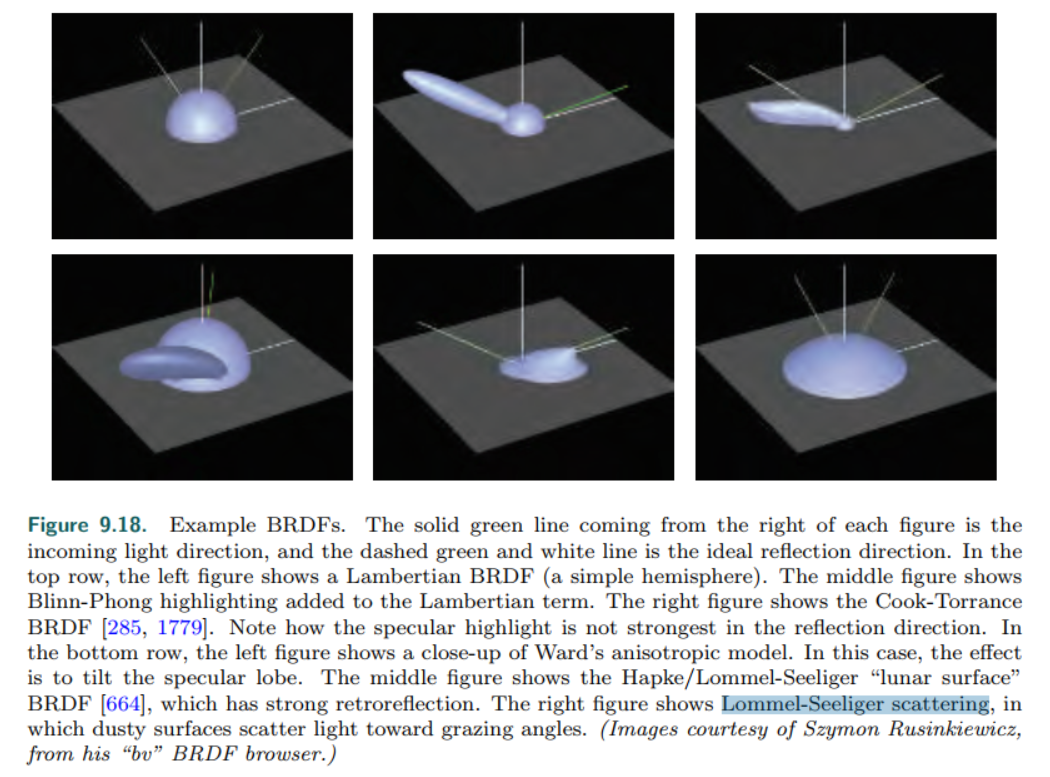 Figure 9.18. Example BRDFs. The solid green line coming from the right of each figure is the
incoming light direction, and the dashed green and white line is the ideal reflection direction. In the
top row, the left figure shows a Lambertian BRDF (a simple hemisphere). The middle figure shows
Blinn-Phong highlighting added to the Lambertian term. The right figure shows the Cook-Torrance
BRDF [285, 1779]. Note how the specular highlight is not strongest in the reflection direction. In
the bottom row, the left figure shows a close-up of Ward’s anisotropic model. In this case, the effect
is to tilt the specular lobe. The middle figure shows the Hapke/Lommel-Seeliger “lunar surface”
BRDF [664], which has strong retroreflection. The right figure shows Lommel-Seeliger scattering, in
which dusty surfaces scatter light toward grazing angles. (Images courtesy of Szymon Rusinkiewicz,
from his “bv” BRDF browser.)